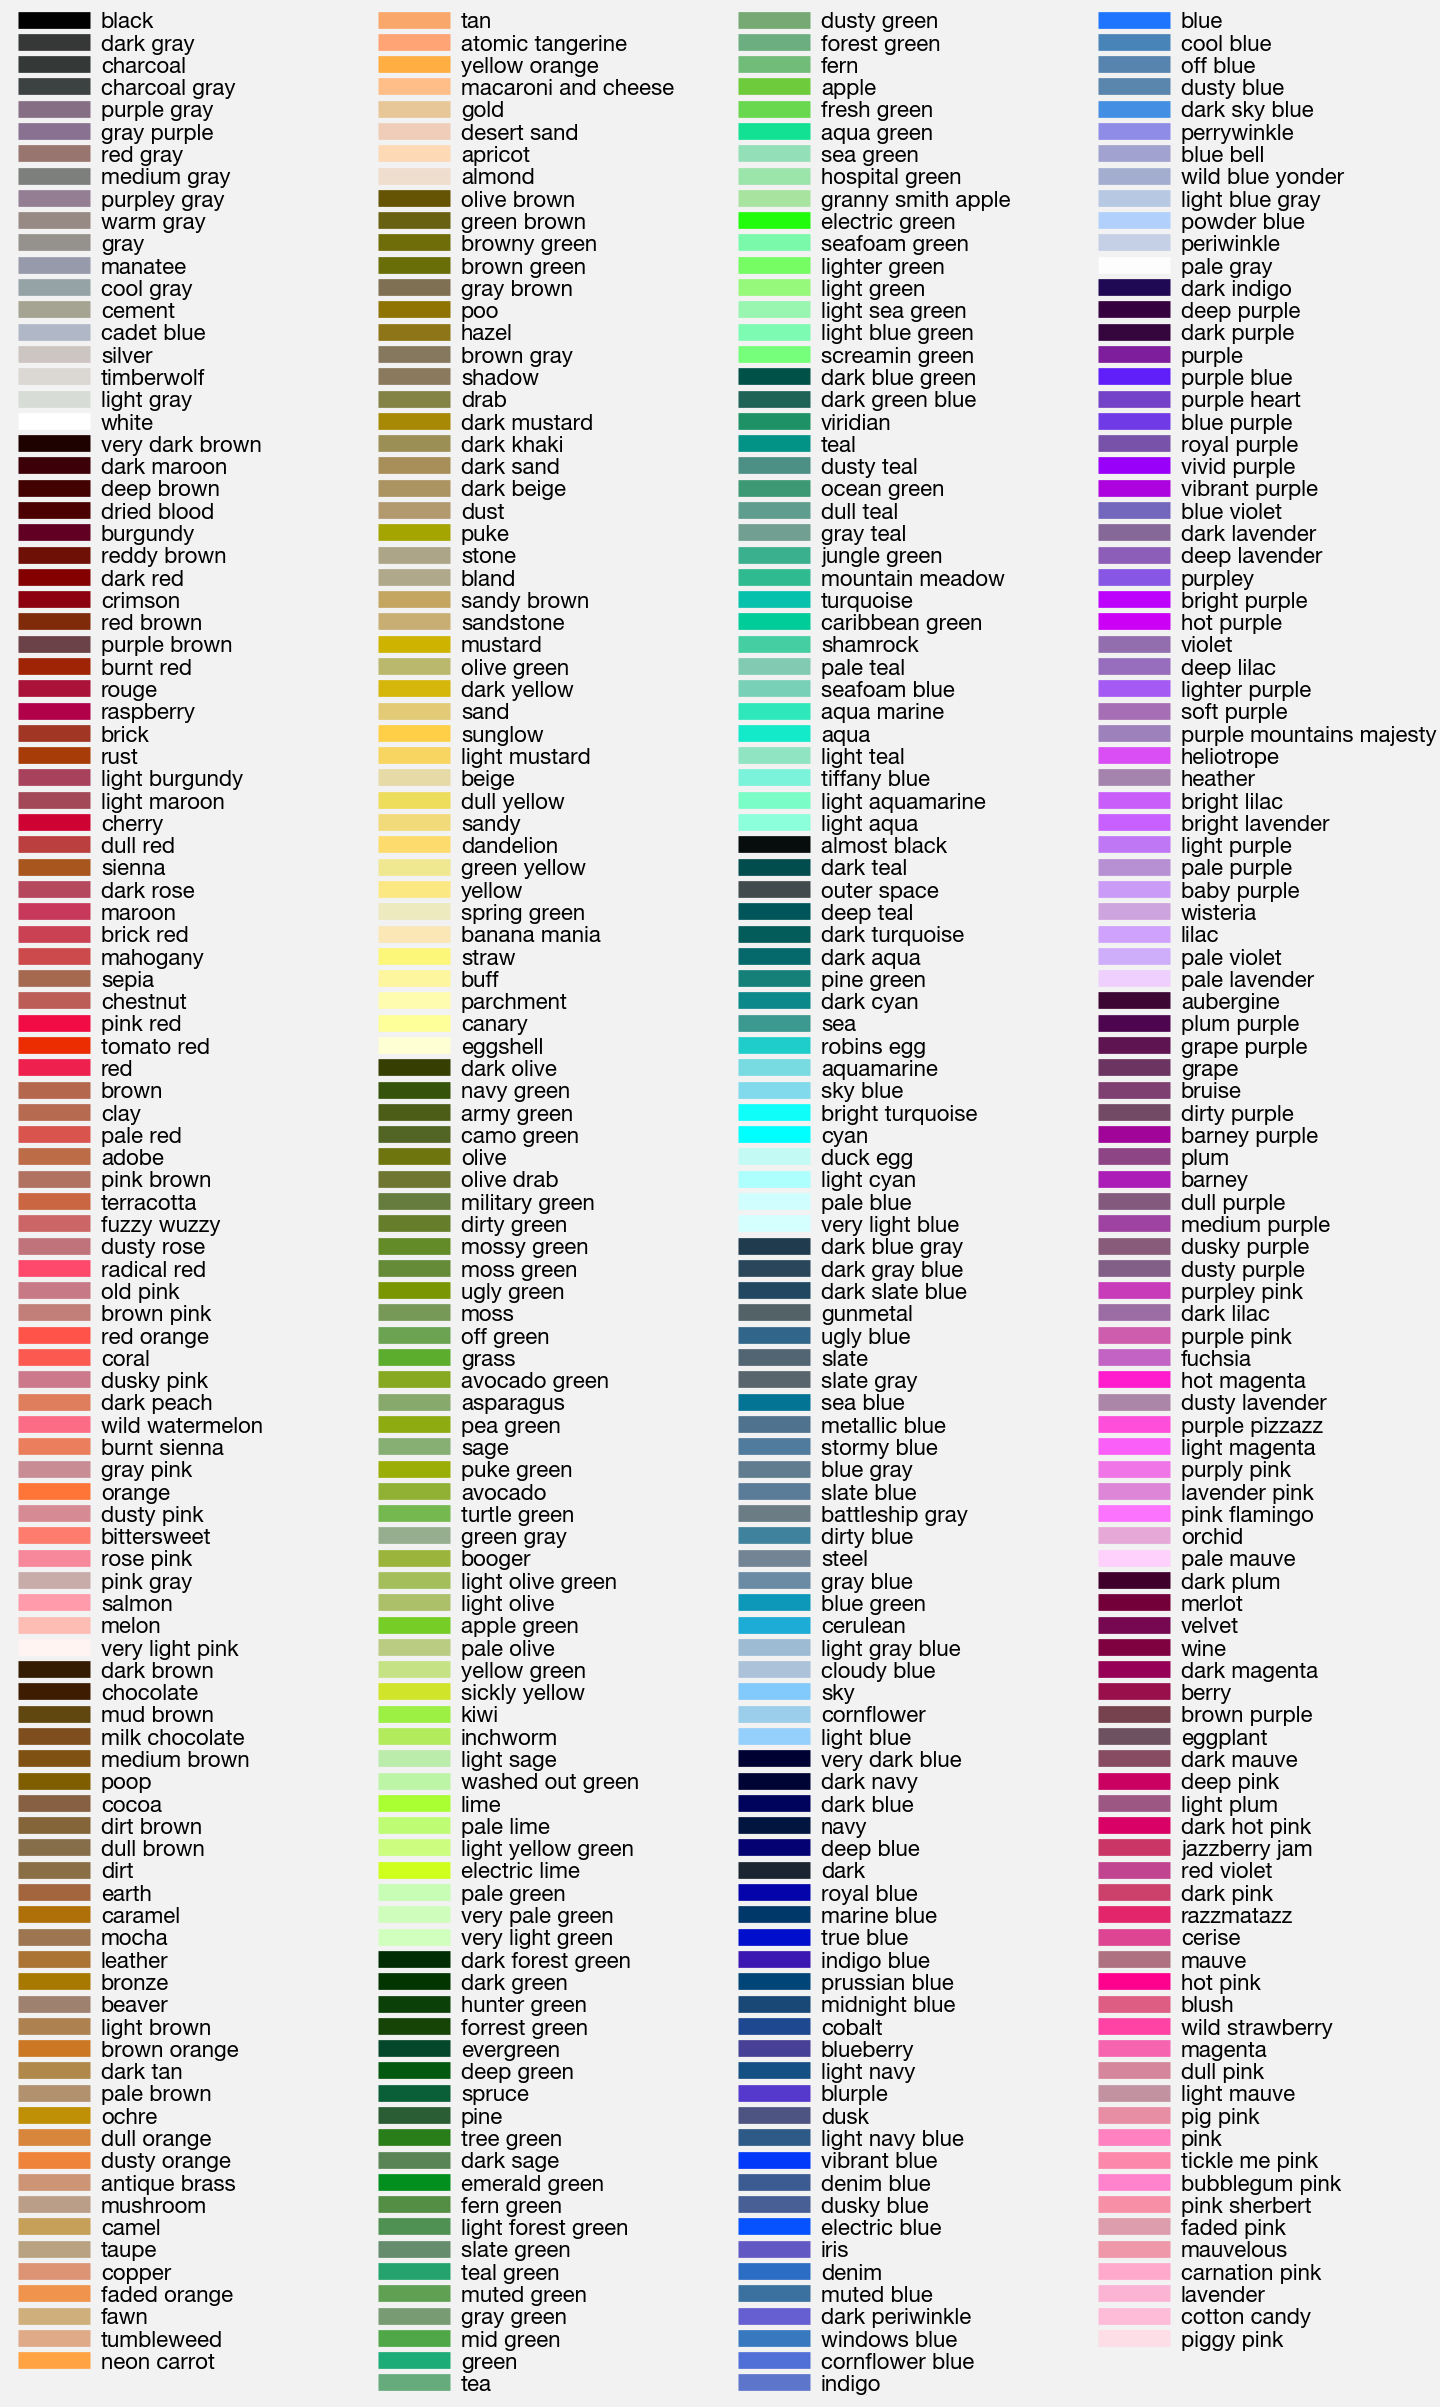 black
dark gray
charcoal
charcoal gray
purple gray
gray purple
red gray
medium gray
purpley gray
warm gray
gray
manatee
cool gray
cement
cadet blue
silver
timberwolf
light gray
white
very dark brown
dark maroon
deep brown
dried blood
burgundy
reddy brown
dark red
crimson
red brown
purple brown
burnt red
rouge
raspberry
brick
rust
light burgundy
light maroon
cherry
dull red
sienna
dark rose
maroon
brick red
mahogany
sepia
chestnut
pink red
tomato red
red
brown
clay
pale red
adobe
pink brown
terracotta
fuzzy wuzzy
dusty rose
radical red
old pink
brown pink
red orange
coral
dusky pink
dark peach
wild watermelon
burnt sienna
gray pink
orange
dusty pink
bittersweet
rose pink
pink gray
salmon
melon
very light pink
dark brown
chocolate
mud brown
milk chocolate
medium brown
poop
cocoa
dirt brown
dull brown
dirt
earth
caramel
mocha
leather
bronze
beaver
light brown
brown orange
dark tan
pale brown
ochre
dull orange
dusty orange
antique brass
mushroom
camel
taupe
copper
faded orange
fawn
tumbleweed
neon carrot
tan
atomic tangerine
yellow orange
macaroni and cheese
gold
desert sand
apricot
almond
olive brown
green brown
browny green
brown green
gray brown
poo
hazel
brown gray
shadow
drab
dark mustard
dark khaki
dark sand
dark beige
dust
puke
stone
bland
sandy brown
sandstone
mustard
olive green
dark yellow
sand
sunglow
light mustard
beige
dull yellow
sandy
dandelion
green yellow
yellow
spring green
banana mania
straw
buff
parchment
canary
eggshell
dark olive
navy green
army green
camo green
olive
olive drab
military green
dirty green
mossy green
moss green
ugly green
moss
off green
grass
avocado green
asparagus
pea green
sage
puke green
avocado
turtle green
green gray
booger
light olive green
light olive
apple green
pale olive
yellow green
sickly yellow
kiwi
inchworm
light sage
washed out green
lime
pale lime
light yellow green
electric lime
pale green
very pale green
very light green
dark forest green
dark green
hunter green
forrest green
evergreen
deep green
spruce
pine
tree green
dark sage
emerald green
fern green
light forest green
slate green
teal green
muted green
gray green
mid green
green
tea
dusty green
forest green
fern
apple
fresh green
aqua green
sea green
hospital green
granny smith apple
electric green
seafoam green
lighter green
light green
light sea green
light blue green
screamin green
dark blue green
dark green blue
viridian
teal
dusty teal
ocean green
dull teal
gray teal
jungle green
mountain meadow
turquoise
caribbean green
shamrock
pale teal
seafoam blue
aqua marine
aqua
light teal
tiffany blue
light aquamarine
light aqua
almost black
dark teal
outer space
deep teal
dark turquoise
dark aqua
pine green
dark cyan
sea
robins egg
aquamarine
sky blue
bright turquoise
cyan
duck egg
light cyan
pale blue
very light blue
dark blue gray
dark gray blue
dark slate blue
gunmetal
ugly blue
slate
slate gray
sea blue
metallic blue
stormy blue
blue gray
slate blue
battleship gray
dirty blue
steel
gray blue
blue green
cerulean
light gray blue
cloudy blue
sky
cornflower
light blue
very dark blue
dark navy
dark blue
navy
deep blue
dark
royal blue
marine blue
true blue
indigo blue
prussian blue
midnight blue
cobalt
blueberry
light navy
blurple
dusk
light navy blue
vibrant blue
denim blue
dusky blue
electric blue
iris
denim
muted blue
dark periwinkle
windows blue
cornflower blue
indigo
blue
cool blue
off blue
dusty blue
dark sky blue
perrywinkle
blue bell
wild blue yonder
light blue gray
powder blue
periwinkle
pale gray
dark indigo
deep purple
dark purple
purple
purple blue
purple heart
blue purple
royal purple
vivid purple
vibrant purple
blue violet
dark lavender
deep lavender
purpley
bright purple
hot purple
violet
deep lilac
lighter purple
soft purple
purple mountains majesty
heliotrope
heather
bright lilac
bright lavender
light purple
pale purple
baby purple
wisteria
lilac
pale violet
pale lavender
aubergine
plum purple
grape purple
grape
bruise
dirty purple
barney purple
plum
barney
dull purple
medium purple
dusky purple
dusty purple
purpley pink
dark lilac
purple pink
fuchsia
hot magenta
dusty lavender
purple pizzazz
light magenta
purply pink
lavender pink
pink flamingo
orchid
pale mauve
dark plum
merlot
velvet
wine
dark magenta
berry
brown purple
eggplant
dark mauve
deep pink
light plum
dark hot pink
jazzberry jam
red violet
dark pink
razzmatazz
cerise
mauve
hot pink
blush
wild strawberry
magenta
dull pink
light mauve
pig pink
pink
tickle me pink
bubblegum pink
pink sherbert
faded pink
mauvelous
carnation pink
lavender
cotton candy
piggy pink